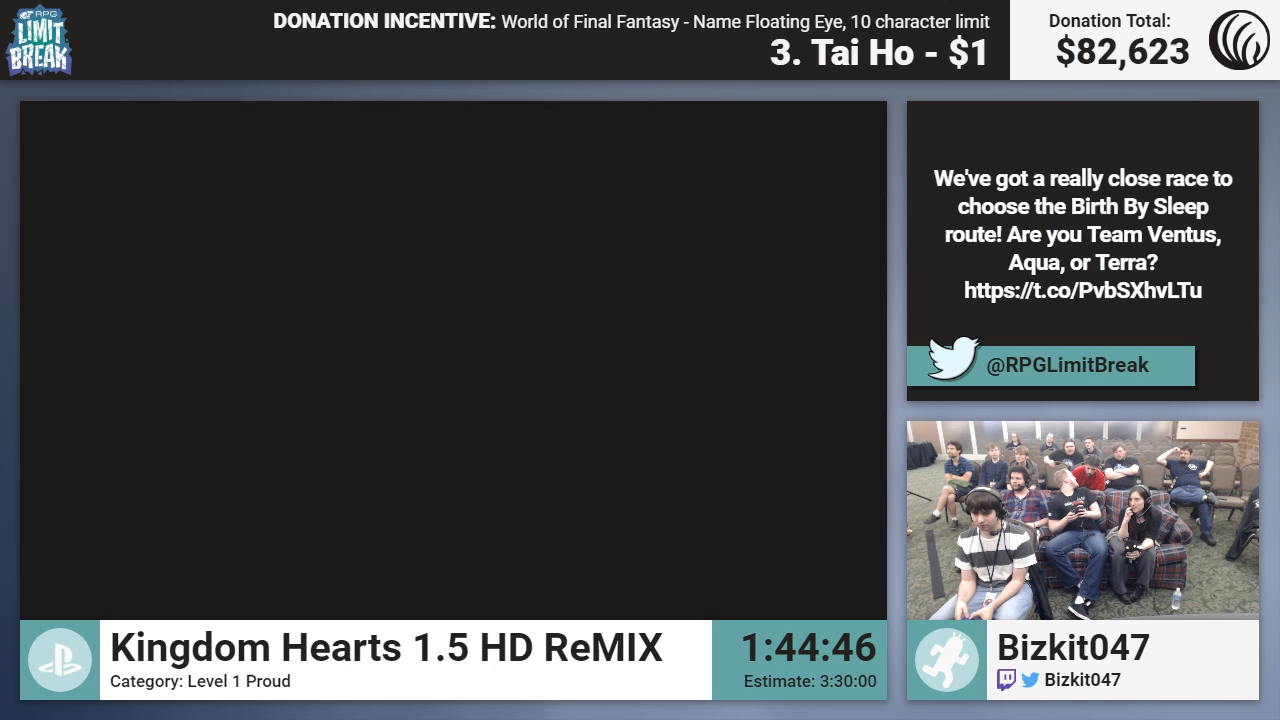 RPG
LIMIT
BREAK
DONATION INCENTIVE: World of Final Fantasy - Name Floating Eye, 10 character limit
3. Tai Ho - $1
Donation Total:
$82,623
We've got a really close race to
choose the Birth By Sleep
route! Are you Team Ventus,
Aqua, or Terra?
https://t.co/PvbSXhvLTu
@RPGLimitBreak
Kingdom Hearts 1.5 HD ReMIX
Category: Level 1 Proud
1:44:46
Estimate: 3:30:00
Bizkit047
Bizkit047